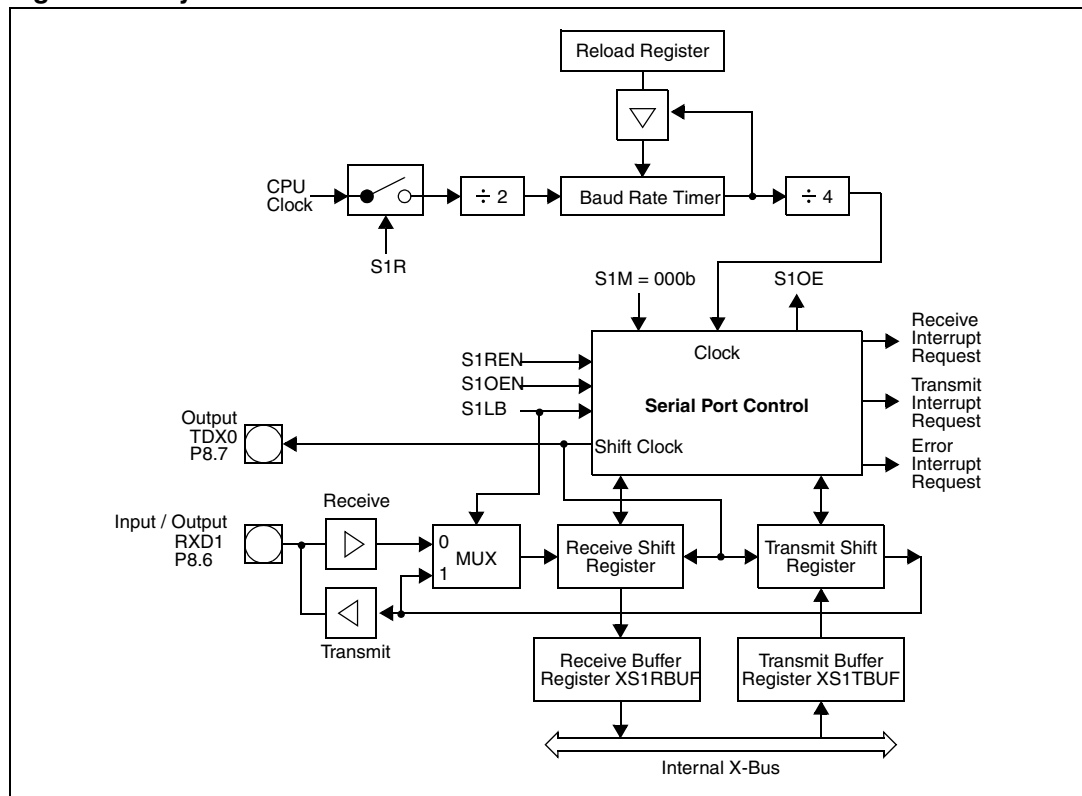 Reload Register
CPU
Clock
÷ 2
Baud Rate Timer
÷ 4
S1R
S1M = 000b
S1OE
Receive
Interrupt
Request
Clock
S1REN
S1OEN
S1LB
Serial Port Control
Transmit
Interrupt
Request
Output
TDX0
P8.7
Shift Clock
Error
Interrupt
Request
Receive
Input / Output
RXD1
P8.6
0
MUX
1
Receive Shift
Register
Transmit Shift
Register
Transmit
Receive Buffer
Register XS1RBUF
Transmit Buffer
Register XS1TBUF
Internal X-Bus